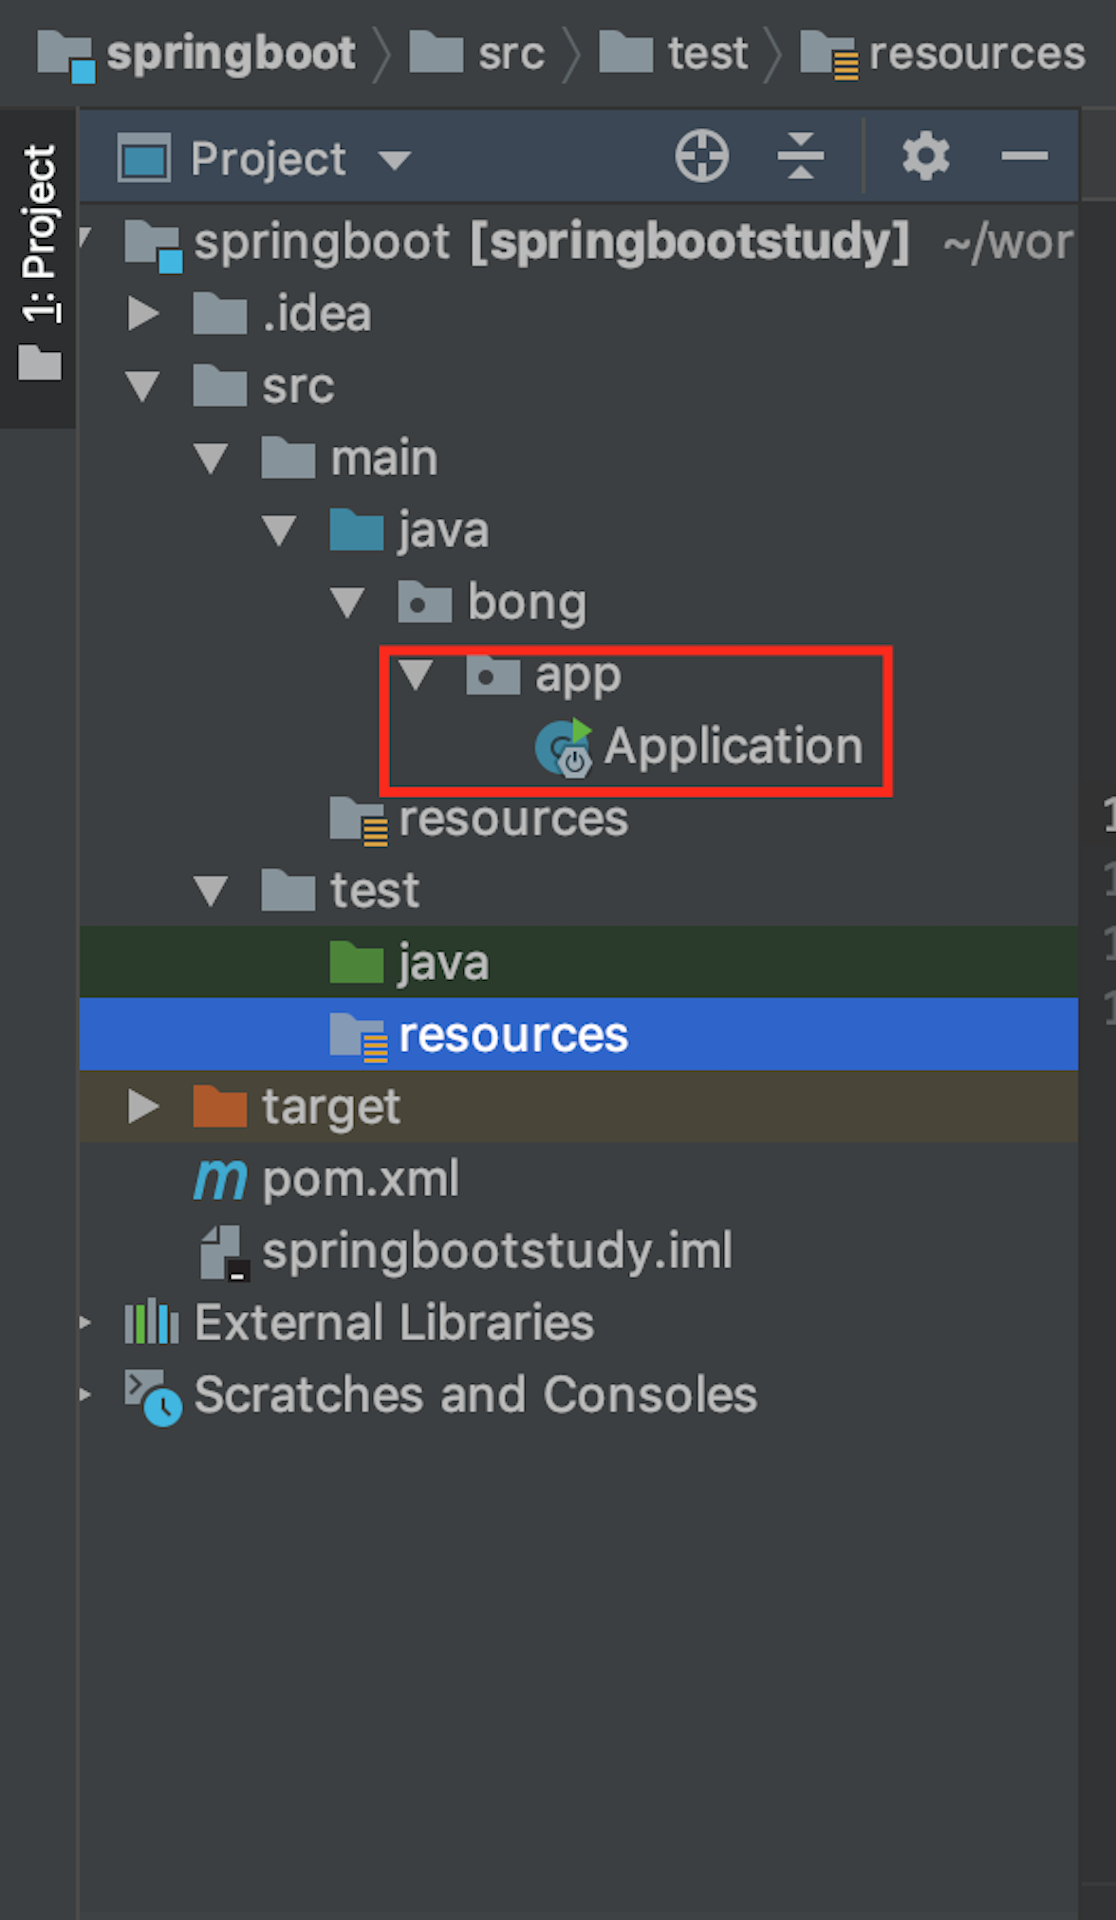 springboot src test resources
1: Project
Project
springboot [springbootstudy] ~/wor
.idea
src
main
java
bong
app
Application
resources
test
java
resources
target
pom.xml
springbootstudy.iml
External Libraries
Scratches and Consoles